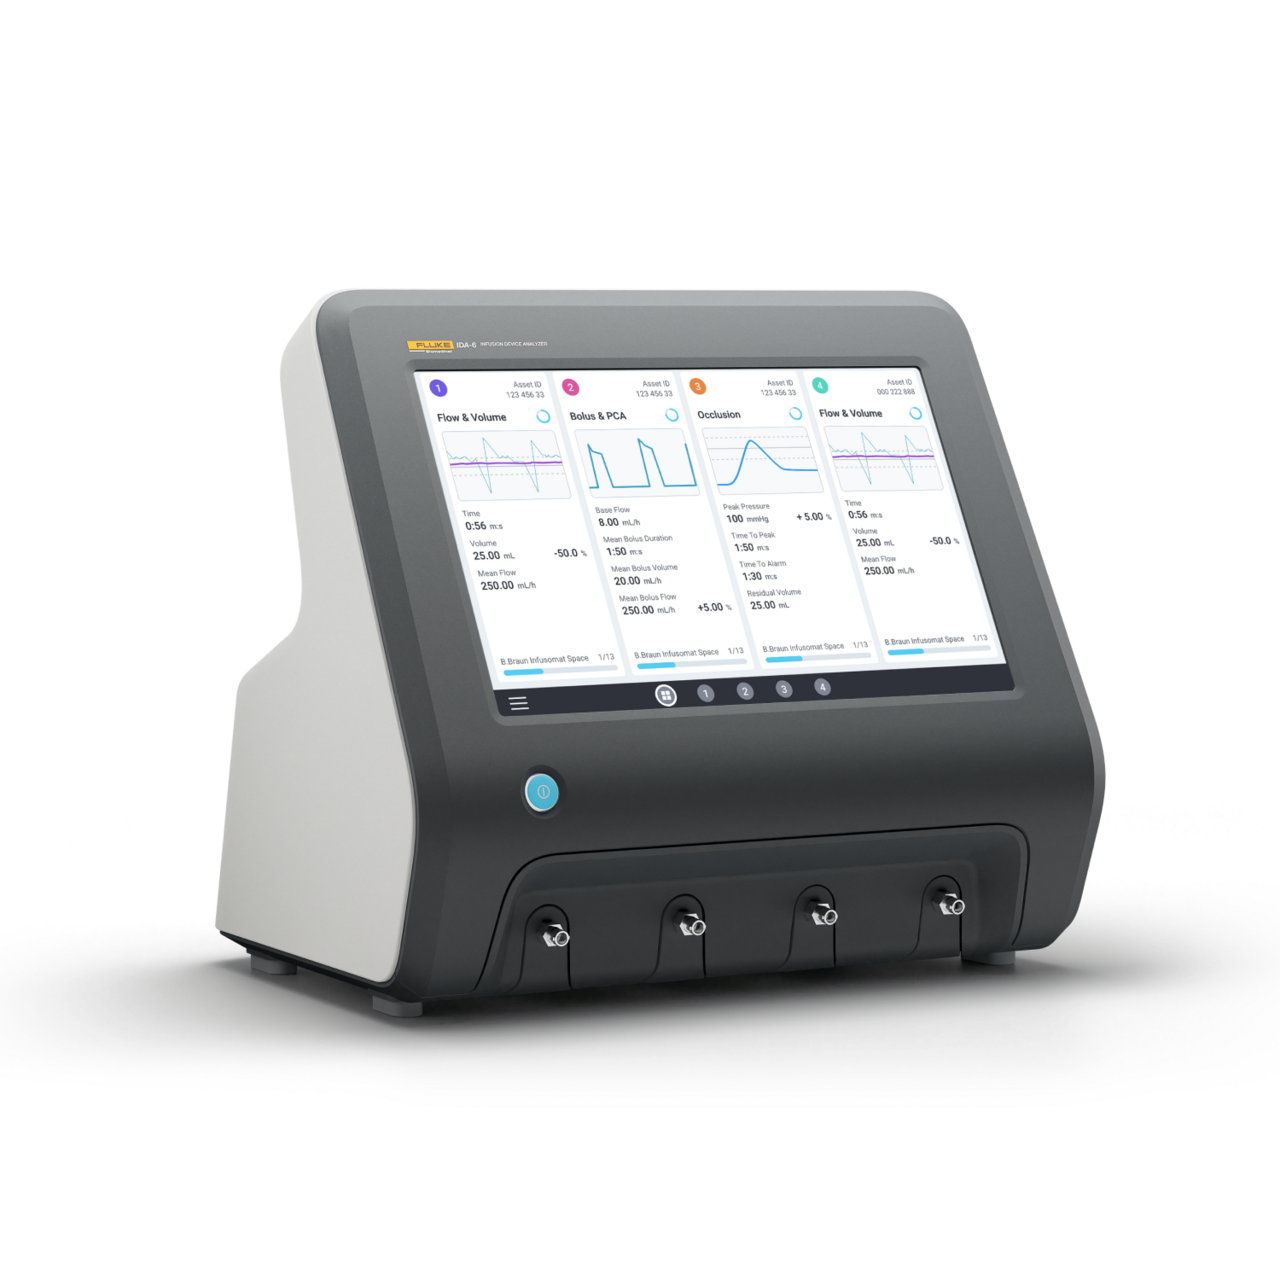 FLUKE
Biomedical
IDA-6 INFUSION DEVICE ANALYZER
1
Asset ID
123 456 33
Flow & Volume
Time
0:56 m:s
Volume
25.00 mL -50.0 %
Mean Flow
250.00 mL/h
B.Braun Infusomat Space 1/13
2
Asset ID
123 456 33
Bolus & PCA
Base Flow
8.00 mL/h
Mean Bolus Duration
1:50 m:s
Mean Bolus Volume
20.00 mL/h
Mean Bolus Flow
250.00 mL/h +5.00 %
B.Braun Infusomat Space 1/13
3
Asset ID
123 456 33
Occlusion
Peak Pressure
100 mmHg + 5.00 %
Time To Peak
1:50 m:s
Time To Alarm
1:30 m:s
Residual Volume
25.00 mL
B.Braun Infusomat Space 1/13
4
Asset ID
000 222 888
Flow & Volume
Time
0:56 m:s
Volume
25.00 mL -50.0 %
Mean Flow
250.00 mL/h
B.Braun Infusomat Space 1/13
1 2 3 4